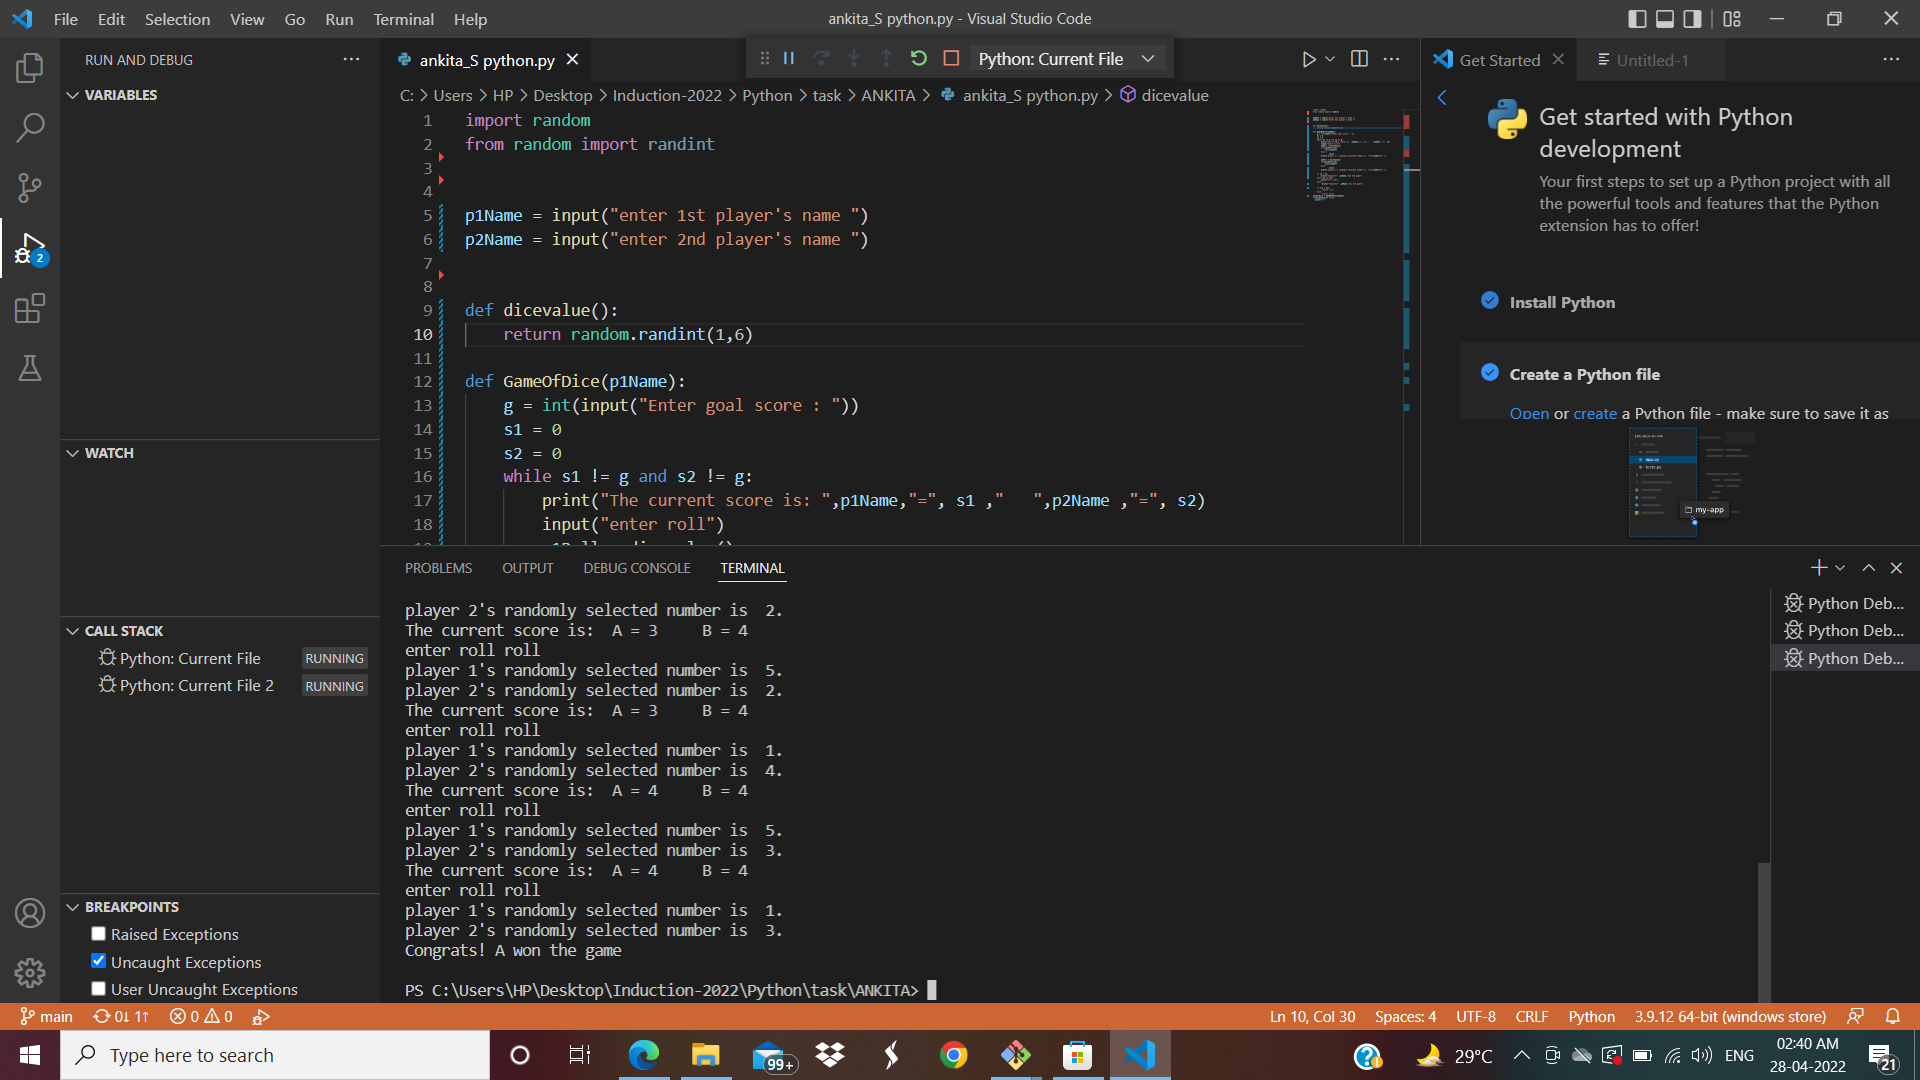 File Edit Selection View Go Run Terminal Help
ankita_S python.py - Visual Studio Code
RUN AND DEBUG
ankita_S python.py
Python: Current File
Get Started
Untitled-1
VARIABLES
C: > Users > HP > Desktop > Induction-2022 > Python > task > ANKITA > ankita_S python.py > dicevalue
1 import random
2 from random import randint
3
4
5 p1Name = input("enter 1st player's name ")
6 p2Name = input("enter 2nd player's name ")
7
8
9 def dicevalue():
10 return random.randint(1,6)
11
12 def GameOfDice(p1Name):
13 g = int(input("Enter goal score : "))
14 s1 = 0
15 s2 = 0
16 while s1 != g and s2 != g:
17 print("The current score is: ",p1Name,"=", s1 ,"   ",p2Name ,"=", s2)
18 input("enter roll")
Get started with Python
development
Your first steps to set up a Python project with all
the powerful tools and features that the Python
extension has to offer!
Install Python
Create a Python file
Open or create a Python file - make sure to save it as
my-app
2
WATCH
CALL STACK
Python: Current File RUNNING
Python: Current File 2 RUNNING
BREAKPOINTS
Raised Exceptions
Uncaught Exceptions
User Uncaught Exceptions
PROBLEMS OUTPUT DEBUG CONSOLE TERMINAL
player 2's randomly selected number is  2.
The current score is:  A = 3     B = 4
enter roll roll
player 1's randomly selected number is  5.
player 2's randomly selected number is  2.
The current score is:  A = 3     B = 4
enter roll roll
player 1's randomly selected number is  1.
player 2's randomly selected number is  4.
The current score is:  A = 4     B = 4
enter roll roll
player 1's randomly selected number is  5.
player 2's randomly selected number is  3.
The current score is:  A = 4     B = 4
enter roll roll
player 1's randomly selected number is  1.
player 2's randomly selected number is  3.
Congrats! A won the game
PS C:\Users\HP\Desktop\Induction-2022\Python\task\ANKITA>
Python Deb...
Python Deb...
Python Deb...
main 0↓ 1↑ 0 0
Ln 10, Col 30 Spaces: 4 UTF-8 CRLF Python 3.9.12 64-bit (windows store)
Type here to search
99+
29°C
ENG
02:40 AM
28-04-2022
21